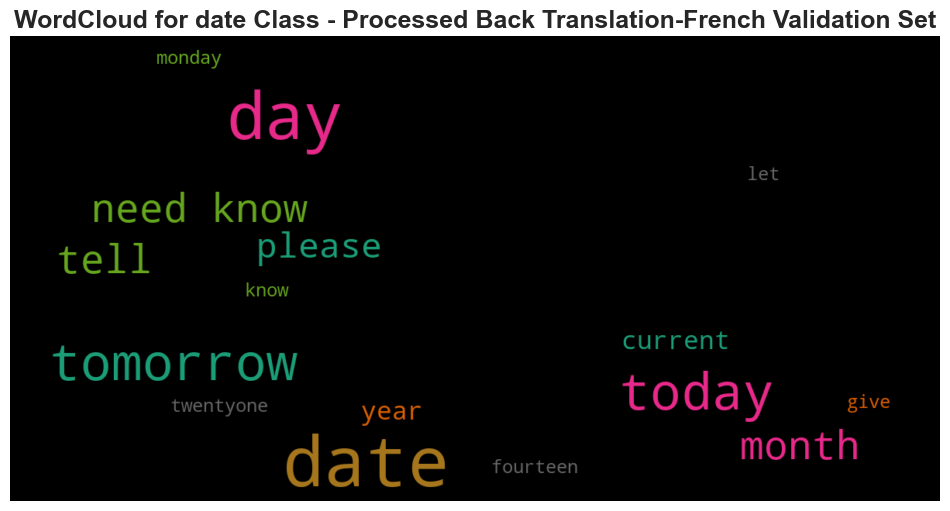 WordCloud for date Class - Processed Back Translation-French Validation Set
monday
day
let
need know
please
tell
know
current
tomorrow
today
give
twentyone
year
month
date
fourteen